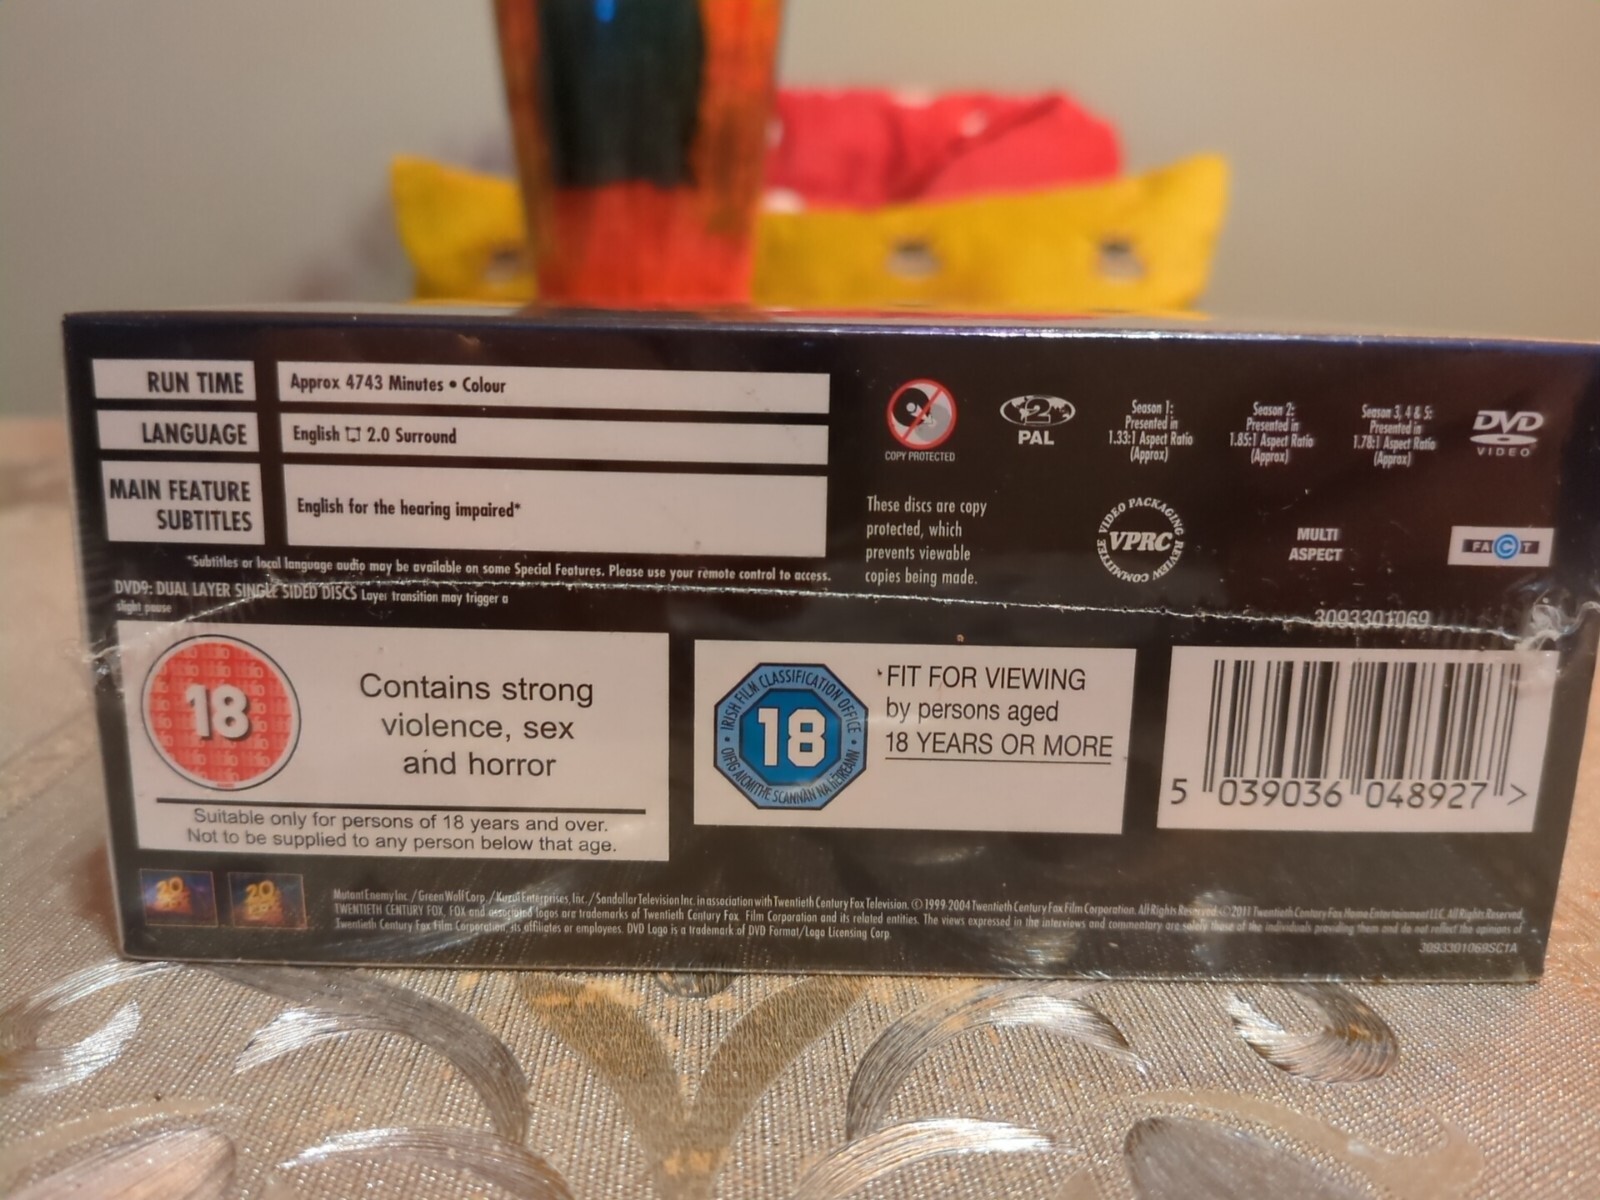 RUN TIME
Approx 4743 Minutes • Colour
LANGUAGE
English 2.0 Surround
MAIN FEATURE
SUBTITLES
English for the hearing impaired*
*Subtitles or local language audio may be available on some Special Features. Please use your remote control to access.
DVD9: DUAL LAYER SINGLE SIDED DISCS Layer transition may trigger a
slight pause
COPY PROTECTED
2
PAL
Season 1:
Presented in
1.33:1 Aspect Ratio
(Approx)
Season 2:
Presented in
1.85:1 Aspect Ratio
(Approx)
Season 3, 4 & 5:
Presented in
1.78:1 Aspect Ratio
(Approx)
DVD
VIDEO
These discs are copy
protected, which
prevents viewable
copies being made.
VIDEO PACKAGING REVIEW COMMITTEE
VPRC
MULTI
ASPECT
FACT
3093301069
18
Contains strong
violence, sex
and horror
Suitable only for persons of 18 years and over.
Not to be supplied to any person below that age.
IRISH FILM CLASSIFICATION OFFICE
18
OIFIG AICMITHE SCANNÁN NA hÉIREANN
FIT FOR VIEWING
by persons aged
18 YEARS OR MORE
5 039036 048927 >
20
20
Mutant Enemy Inc. / Green Wolf Corp. / Kuzui Enterprises, Inc. / Sandollar Television Inc. in association with Twentieth Century Fox Television. © 1999-2004 Twentieth Century Fox Film Corporation. All Rights Reserved. © 2011 Twentieth Century Fox Home Entertainment LLC. All Rights Reserved.
TWENTIETH CENTURY FOX, FOX and associated logos are trademarks of Twentieth Century Fox Film Corporation and its related entities. The views expressed in the interviews and commentary are solely those of the individuals providing them and do not reflect the opinions of
Twentieth Century Fox Film Corporation, its affiliates or employees. DVD Logo is a trademark of DVD Format/Logo Licensing Corp.
3093301069SC1A